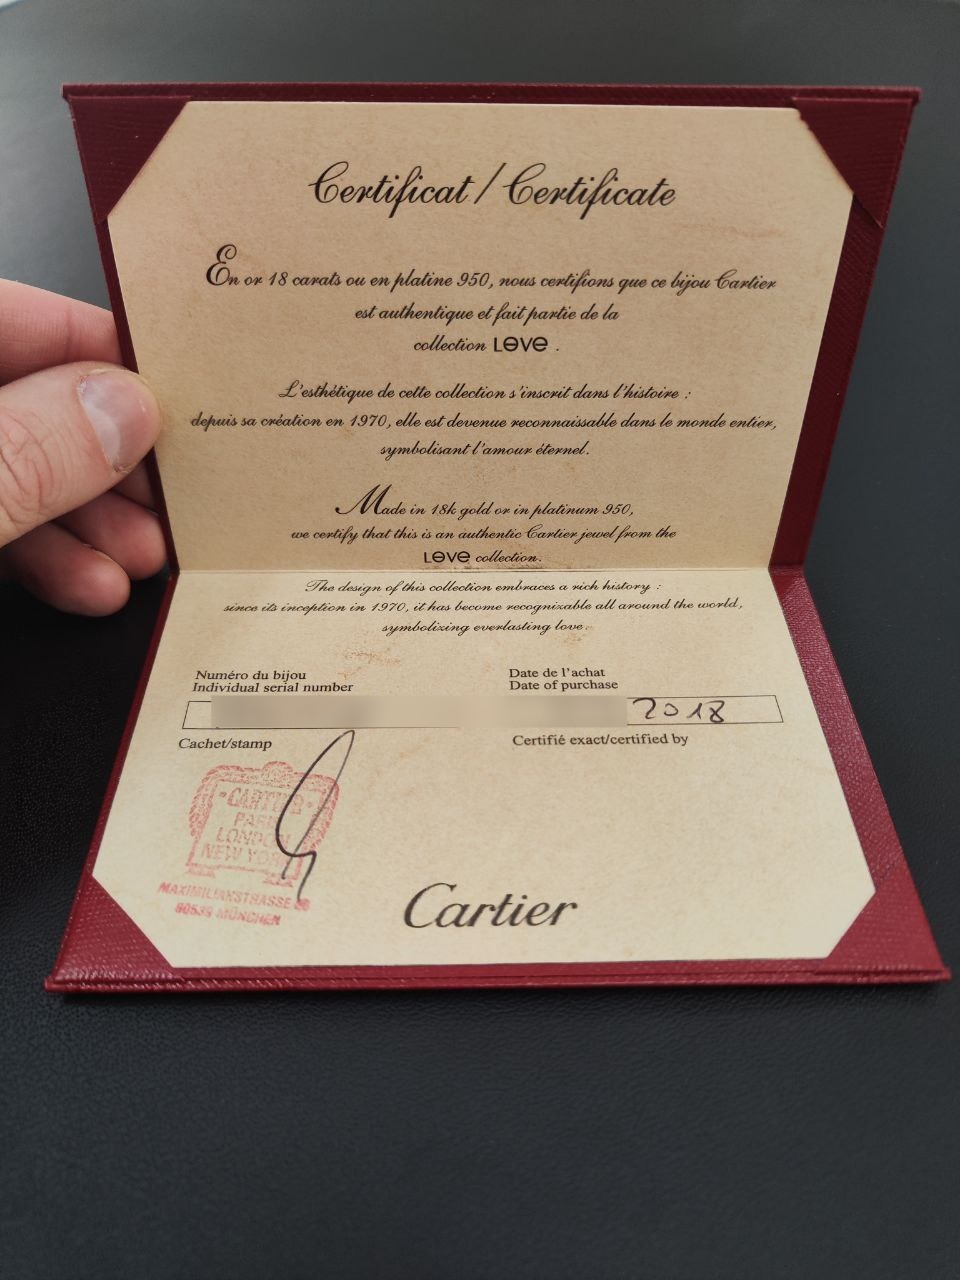 Certificat / Certificate
En or 18 carats ou en platine 950, nous certifions que ce bijou Cartier
est authentique et fait partie de la
collection LOVE .
L'esthétique de cette collection s'inscrit dans l'histoire :
depuis sa création en 1970, elle est devenue reconnaissable dans le monde entier,
symbolisant l'amour éternel.
Made in 18k gold or in platinum 950,
we certify that this is an authentic Cartier jewel from the
LOVE collection.
The design of this collection embraces a rich history :
since its inception in 1970, it has become recognizable all around the world,
symbolizing everlasting love.
Numéro du bijou
Individual serial number
Date de l'achat
Date of purchase
2018
Cachet/stamp
Certifié exact/certified by
CARTIER
PARIS
LONDON
NEW YORK
MAXIMILIANSTRASSE
80539 MÜNCHEN
Cartier